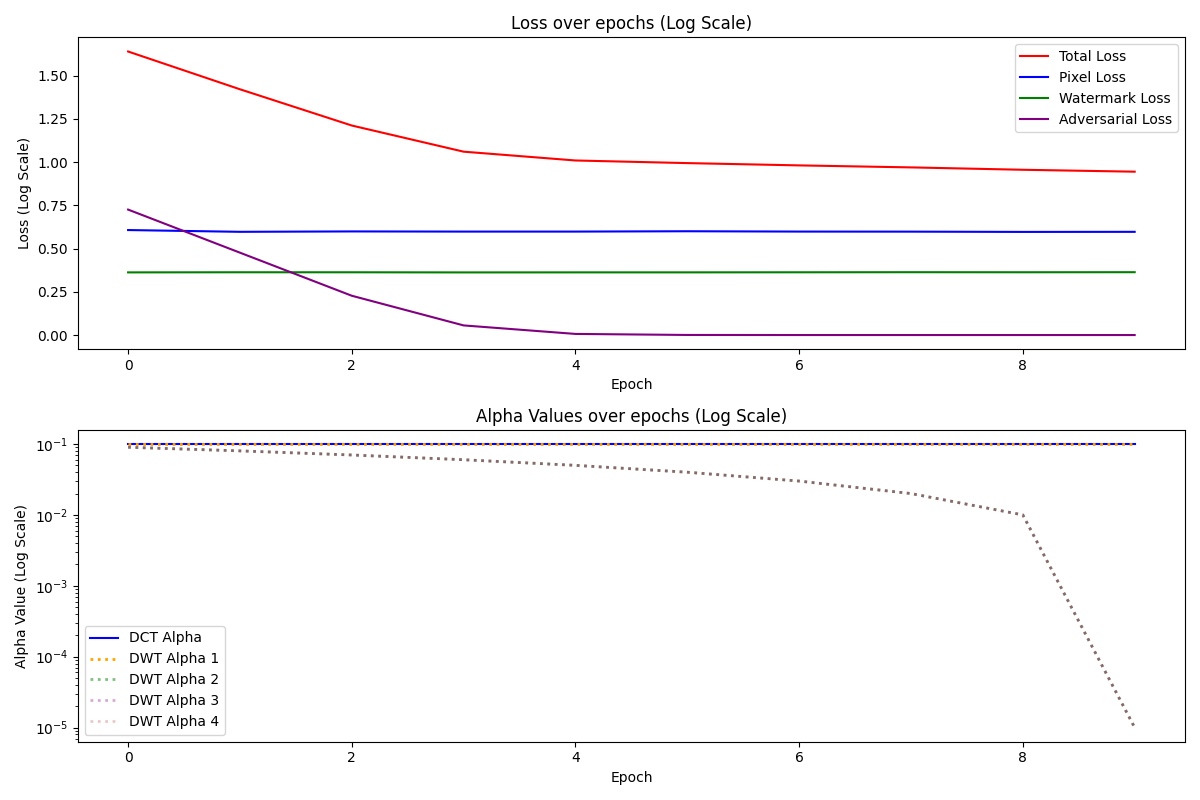 Loss over epochs (Log Scale)
Loss (Log Scale)
1.50
1.25
1.00
0.75
0.50
0.25
0.00
Total Loss
Pixel Loss
Watermark Loss
Adversarial Loss
0 2 4 6 8
Epoch
Alpha Values over epochs (Log Scale)
Alpha Value (Log Scale)
10⁻¹
10⁻²
10⁻³
10⁻⁴
10⁻⁵
DCT Alpha
DWT Alpha 1
DWT Alpha 2
DWT Alpha 3
DWT Alpha 4
0 2 4 6 8
Epoch